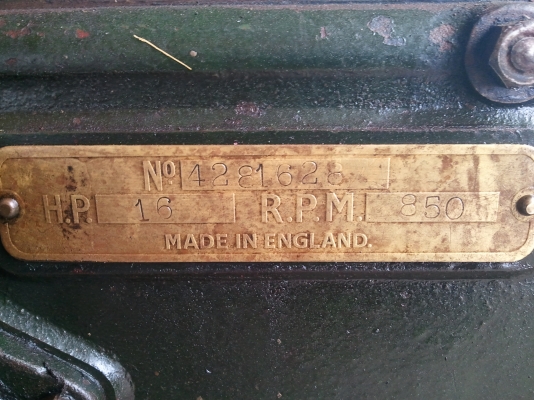 No 4281628
H.P. 16 R.P.M. 850
MADE IN ENGLAND.